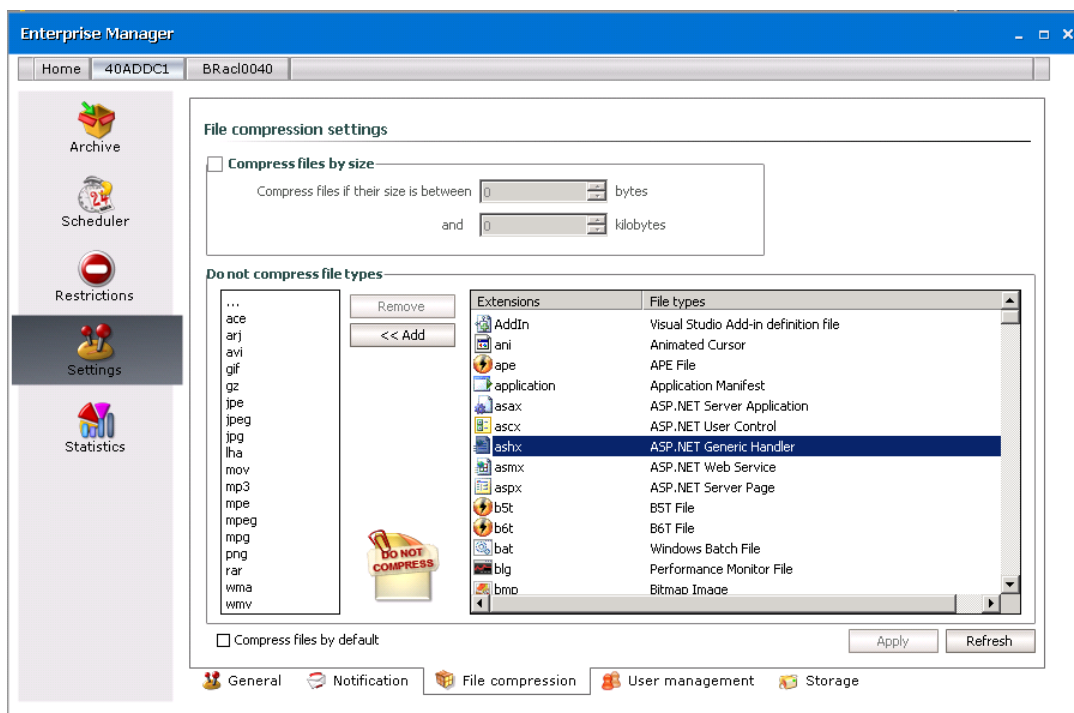 Enterprise Manager
Home 40ADDC1 BRacl0040
Archive
Scheduler
Restrictions
Settings
Statistics
File compression settings
Compress files by size
Compress files if their size is between 0 bytes
and 0 kilobytes
Do not compress file types
...
ace
arj
avi
gif
gz
jpe
jpeg
jpg
lha
mov
mp3
mpe
mpeg
mpg
png
rar
wma
wmv
Remove
<< Add
DO NOT
COMPRESS
Extensions File types
AddIn Visual Studio Add-in definition file
ani Animated Cursor
ape APE File
application Application Manifest
asax ASP.NET Server Application
ascx ASP.NET User Control
ashx ASP.NET Generic Handler
asmx ASP.NET Web Service
aspx ASP.NET Server Page
b5t B5T File
b6t B6T File
bat Windows Batch File
blg Performance Monitor File
bmp Bitmap Image
Compress files by default
Apply Refresh
General Notification File compression User management Storage